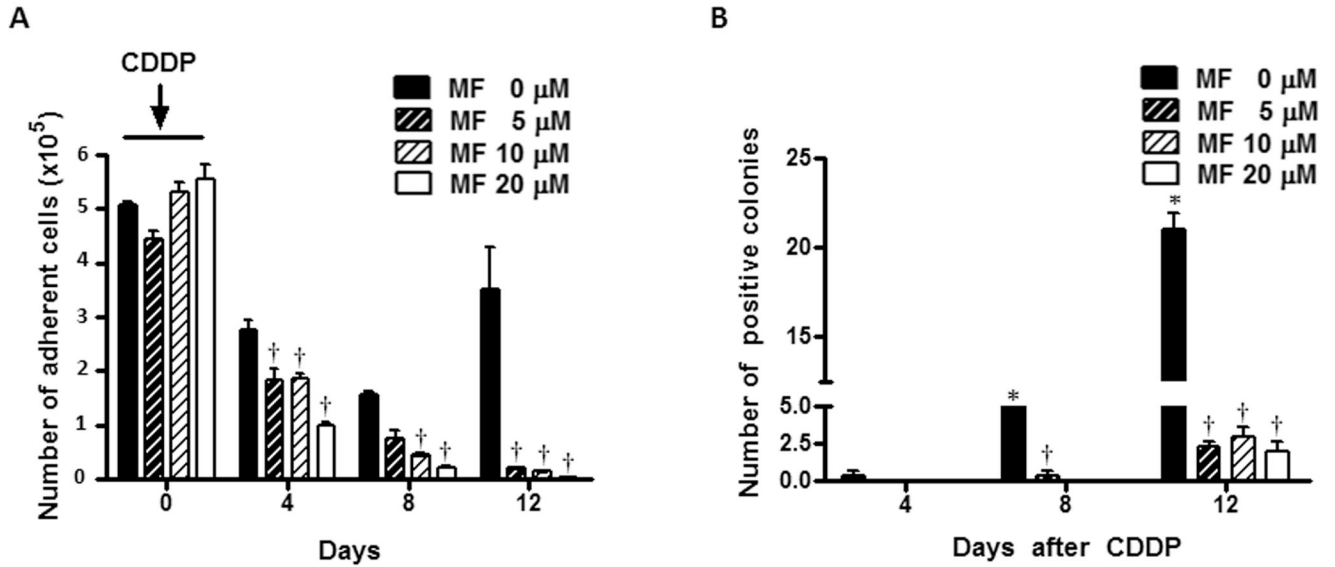 A
CDDP
MF 0 µM
MF 5 µM
MF 10 µM
MF 20 µM
Number of adherent cells (x10⁵)
6
5
4
3
2
1
0
† † †
† †
† † †
0 4 8 12
Days
B
MF 0 µM
MF 5 µM
MF 10 µM
MF 20 µM
Number of positive colonies
25
20
15
5.0
2.5
0.0
* †
* † † †
4 8 12
Days after CDDP